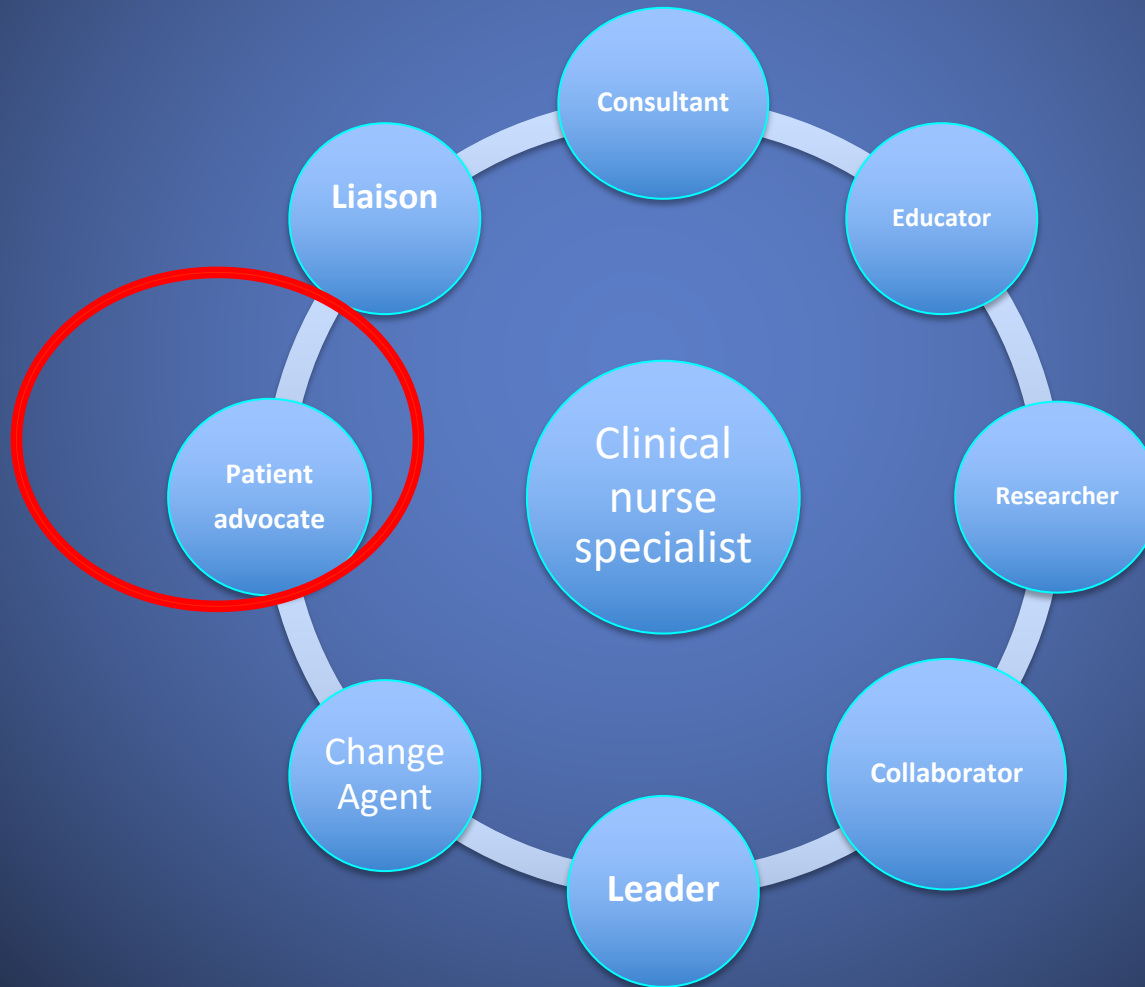 Consultant
Liaison
Educator
Patient
advocate
Clinical
nurse
specialist
Researcher
Change
Agent
Collaborator
Leader